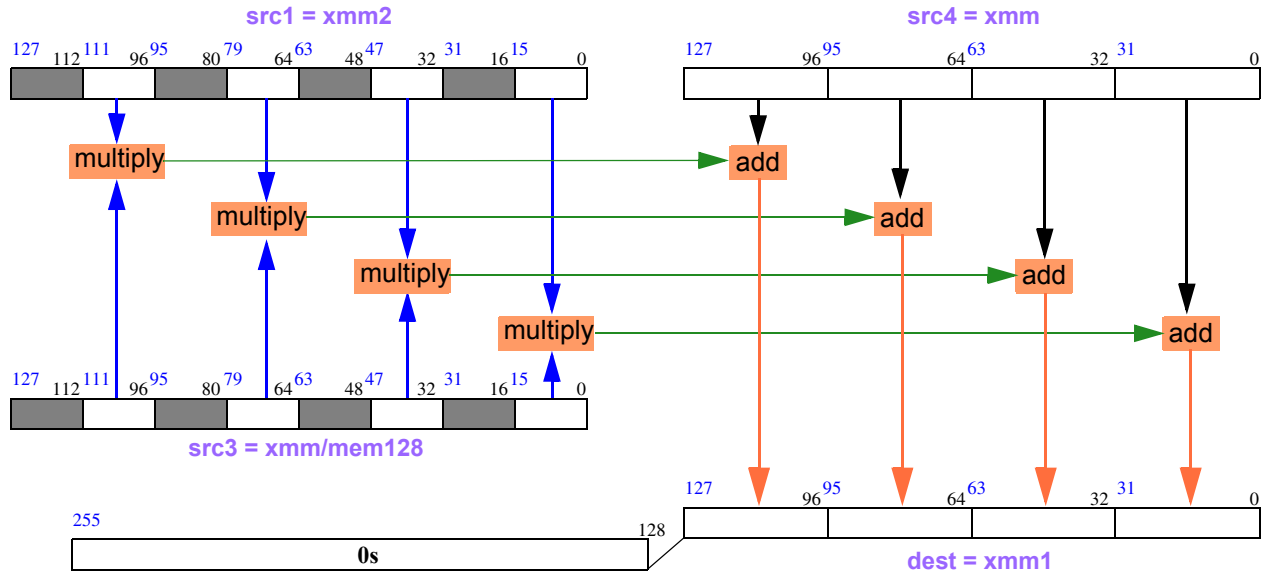 src1 = xmm2 src4 = xmm
127 111 95 79 63 47 31 15 127 95 63 31
112 96 80 64 48 32 16 0 96 64 32 0
multiply add
multiply add
multiply add
multiply add
127 111 95 79 63 47 31 15
112 96 80 64 48 32 16 0
src3 = xmm/mem128
127 95 63 31
96 64 32 0
255 128
0s
dest = xmm1